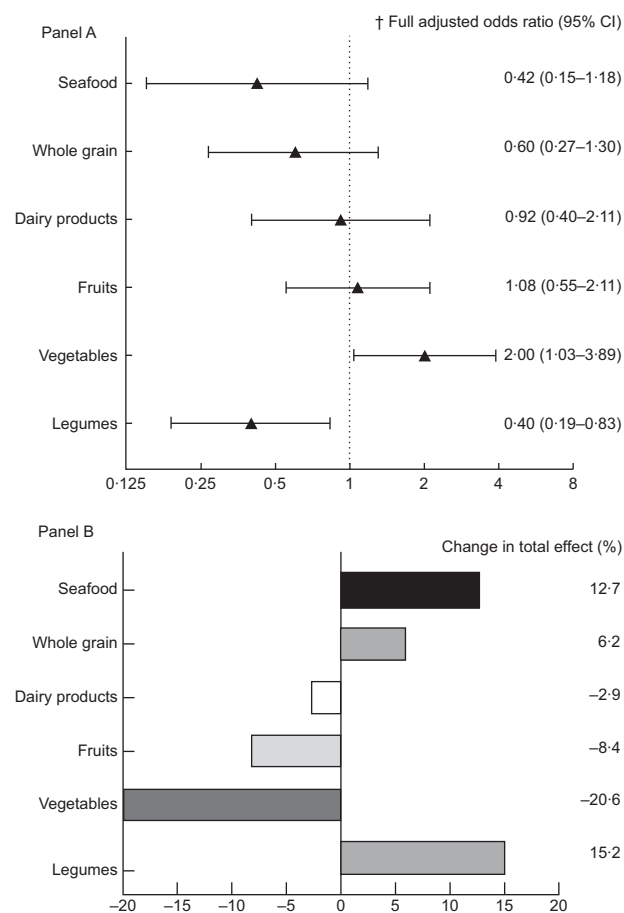 Panel A
† Full adjusted odds ratio (95% CI)
Seafood 0·42 (0·15–1·18)
Whole grain 0·60 (0·27–1·30)
Dairy products 0·92 (0·40–2·11)
Fruits 1·08 (0·55–2·11)
Vegetables 2·00 (1·03–3·89)
Legumes 0·40 (0·19–0·83)
0·125 0·25 0·5 1 2 4 8
Panel B
Change in total effect (%)
Seafood 12·7
Whole grain 6·2
Dairy products –2·9
Fruits –8·4
Vegetables –20·6
Legumes 15·2
–20 –15 –10 –5 0 5 10 15 +20